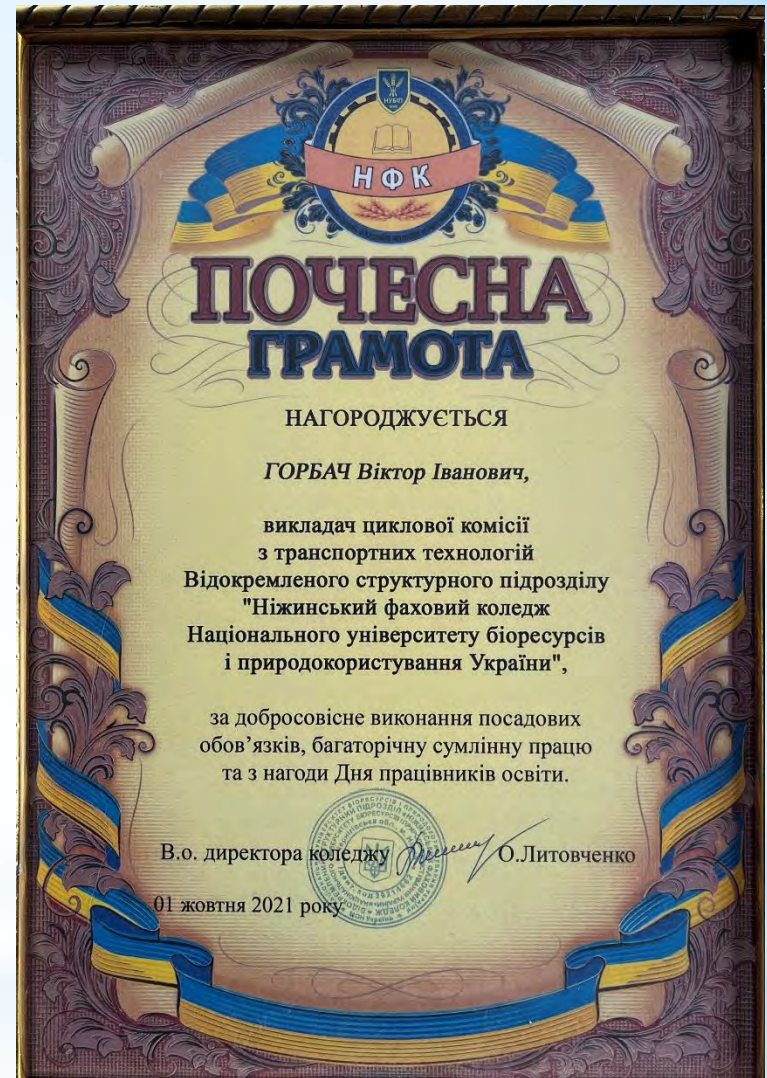 НУБІП
НФК
ПОЧЕСНА
ГРАМОТА
НАГОРОДЖУЄТЬСЯ
ГОРБАЧ Віктор Іванович,
викладач циклової комісії
з транспортних технологій
Відокремленого структурного підрозділу
"Ніжинський фаховий коледж
Національного університету біоресурсів
і природокористування України",
за добросовісне виконання посадових
обов’язків, багаторічну сумлінну працю
та з нагоди Дня працівників освіти.
В.о. директора коледжу О.Литовченко
01 жовтня 2021 року